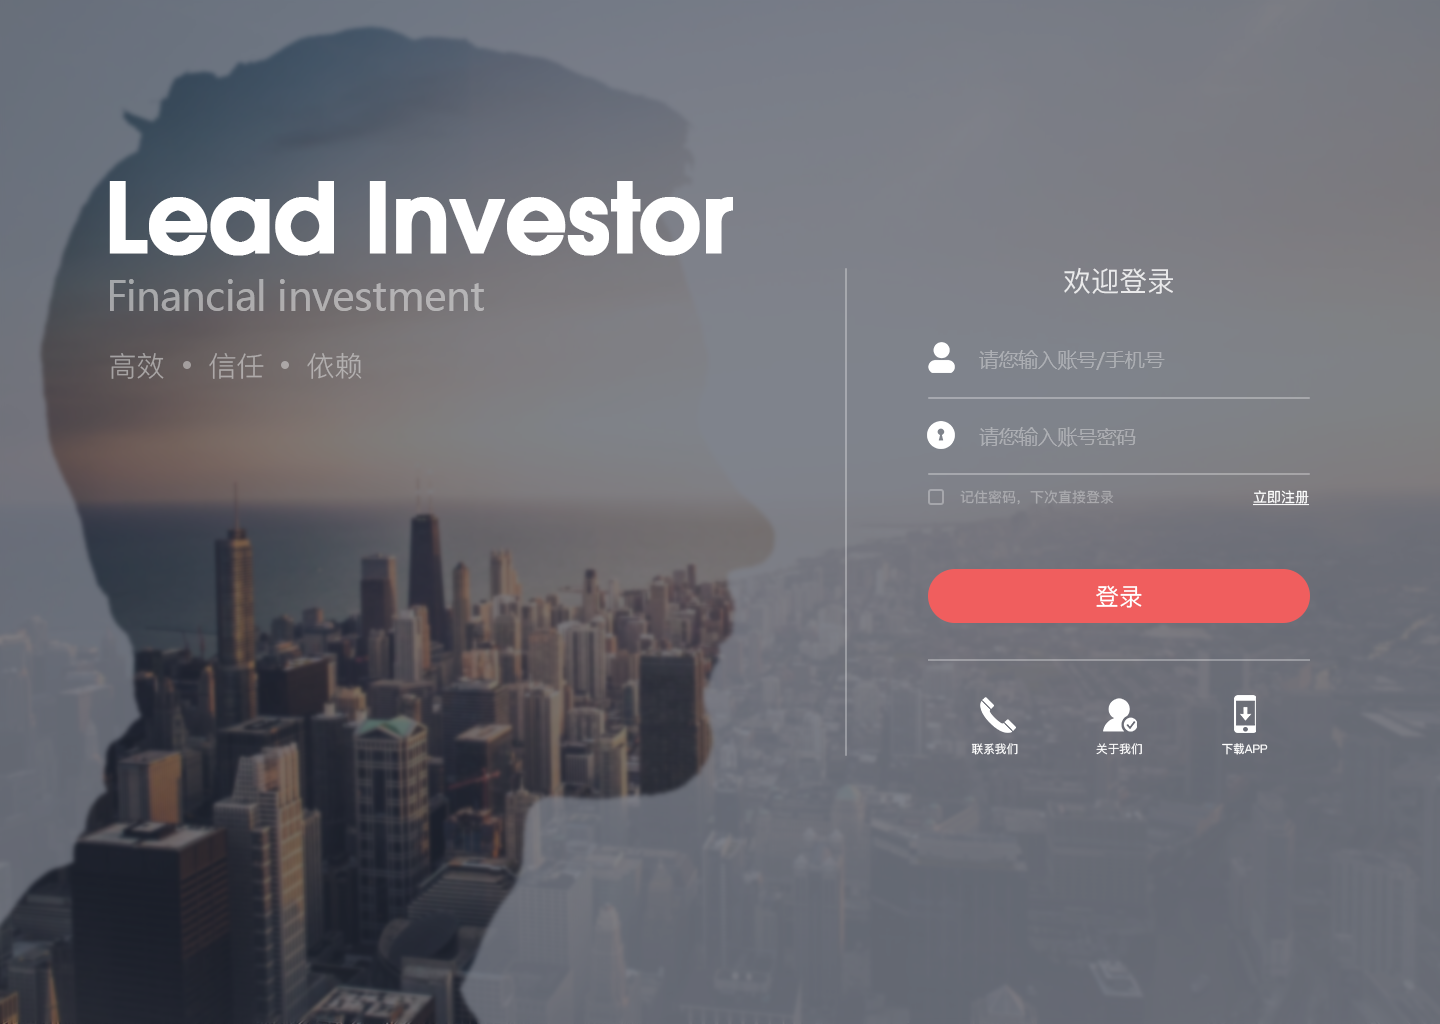 Lead Investor
Financial investment
高效 • 信任 • 依赖
欢迎登录
请您输入账号/手机号
请您输入账号密码
记住密码，下次直接登录 立即注册
登录
联系我们 关于我们 下载APP